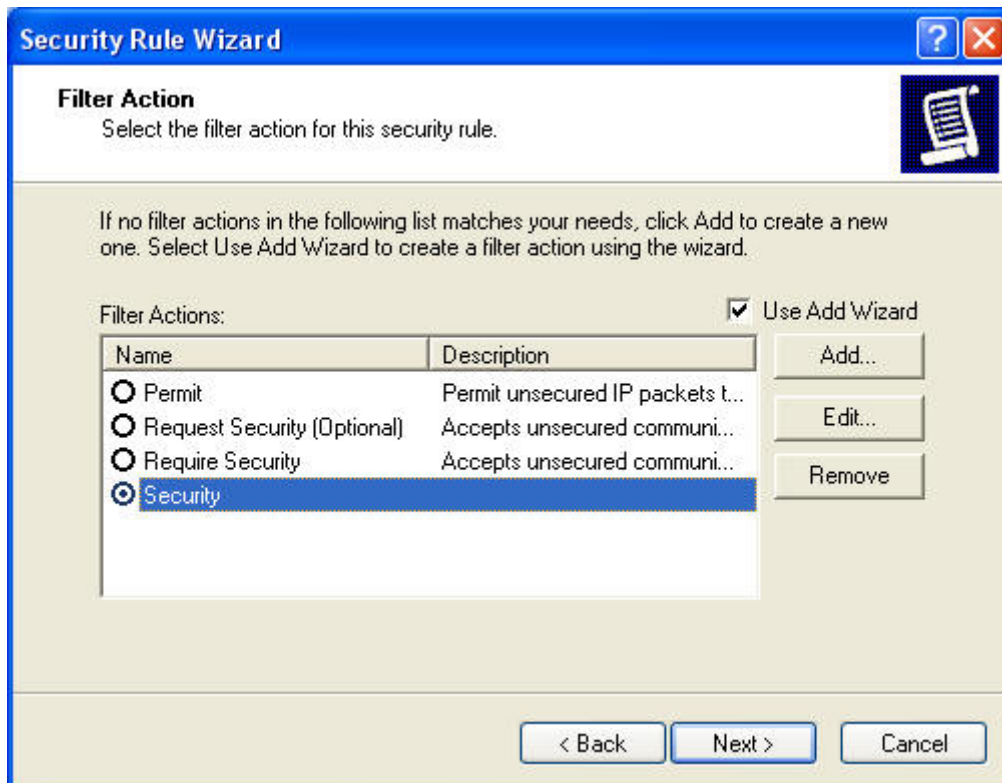 Security Rule Wizard
Filter Action
Select the filter action for this security rule.
If no filter actions in the following list matches your needs, click Add to create a new
one. Select Use Add Wizard to create a filter action using the wizard.
Filter Actions:
Use Add Wizard
Name Description
Add...
Permit Permit unsecured IP packets t...
Request Security (Optional) Accepts unsecured communi...
Edit...
Require Security Accepts unsecured communi...
Remove
Security
< Back Next > Cancel